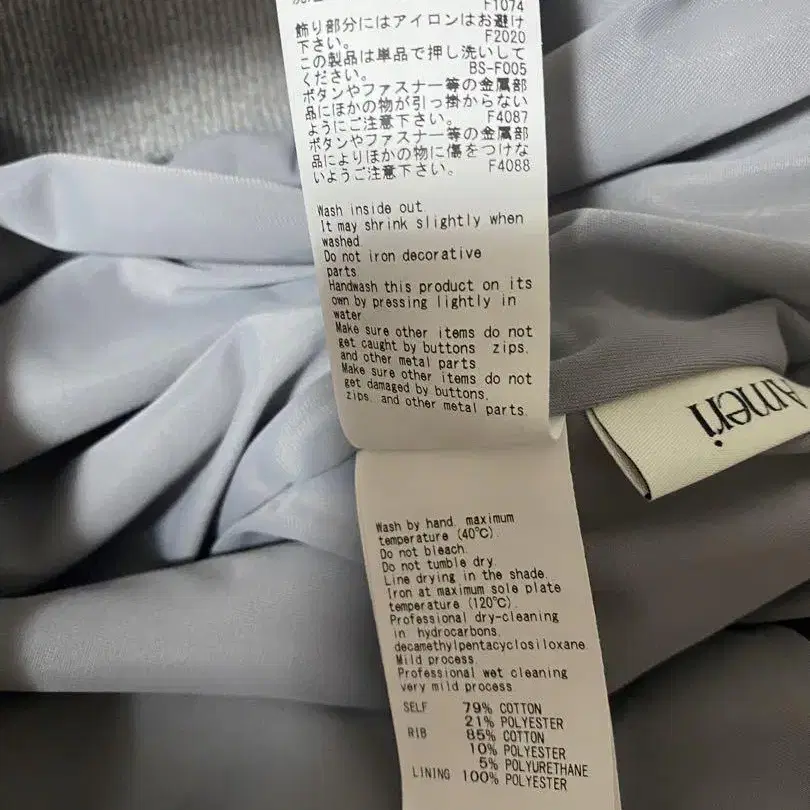 F1074
飾り部分にはアイロンはお避け
下さい。 F2020
この製品は単品で押し洗いして
ください。 BS-F005
ボタンやファスナー等の金属部
品にほかの物が引っ掛からない
ようにご注意下さい。 F4087
ボタンやファスナー等の金属部
品によりほかの物に傷をつけな
いようご注意下さい。 F4088
Wash inside out.
It may shrink slightly when
washed.
Do not iron decorative
parts
Handwash this product on its
own by pressing lightly in
water
Make sure other items do not
get caught by buttons, zips,
and other metal parts
Make sure other items do not
get damaged by buttons,
zips, and other metal parts.
Ameri
Wash by hand, maximum
temperature (40℃).
Do not bleach.
Do not tumble dry.
Line drying in the shade.
Iron at maximum sole plate
temperature (120℃).
Professional dry-cleaning
in hydrocarbons,
decamethylpentacyclosiloxane.
Mild process.
Professional wet cleaning
very mild process
SELF 79% COTTON
21% POLYESTER
RIB 85% COTTON
10% POLYESTER
5% POLYURETHANE
LINING 100% POLYESTER